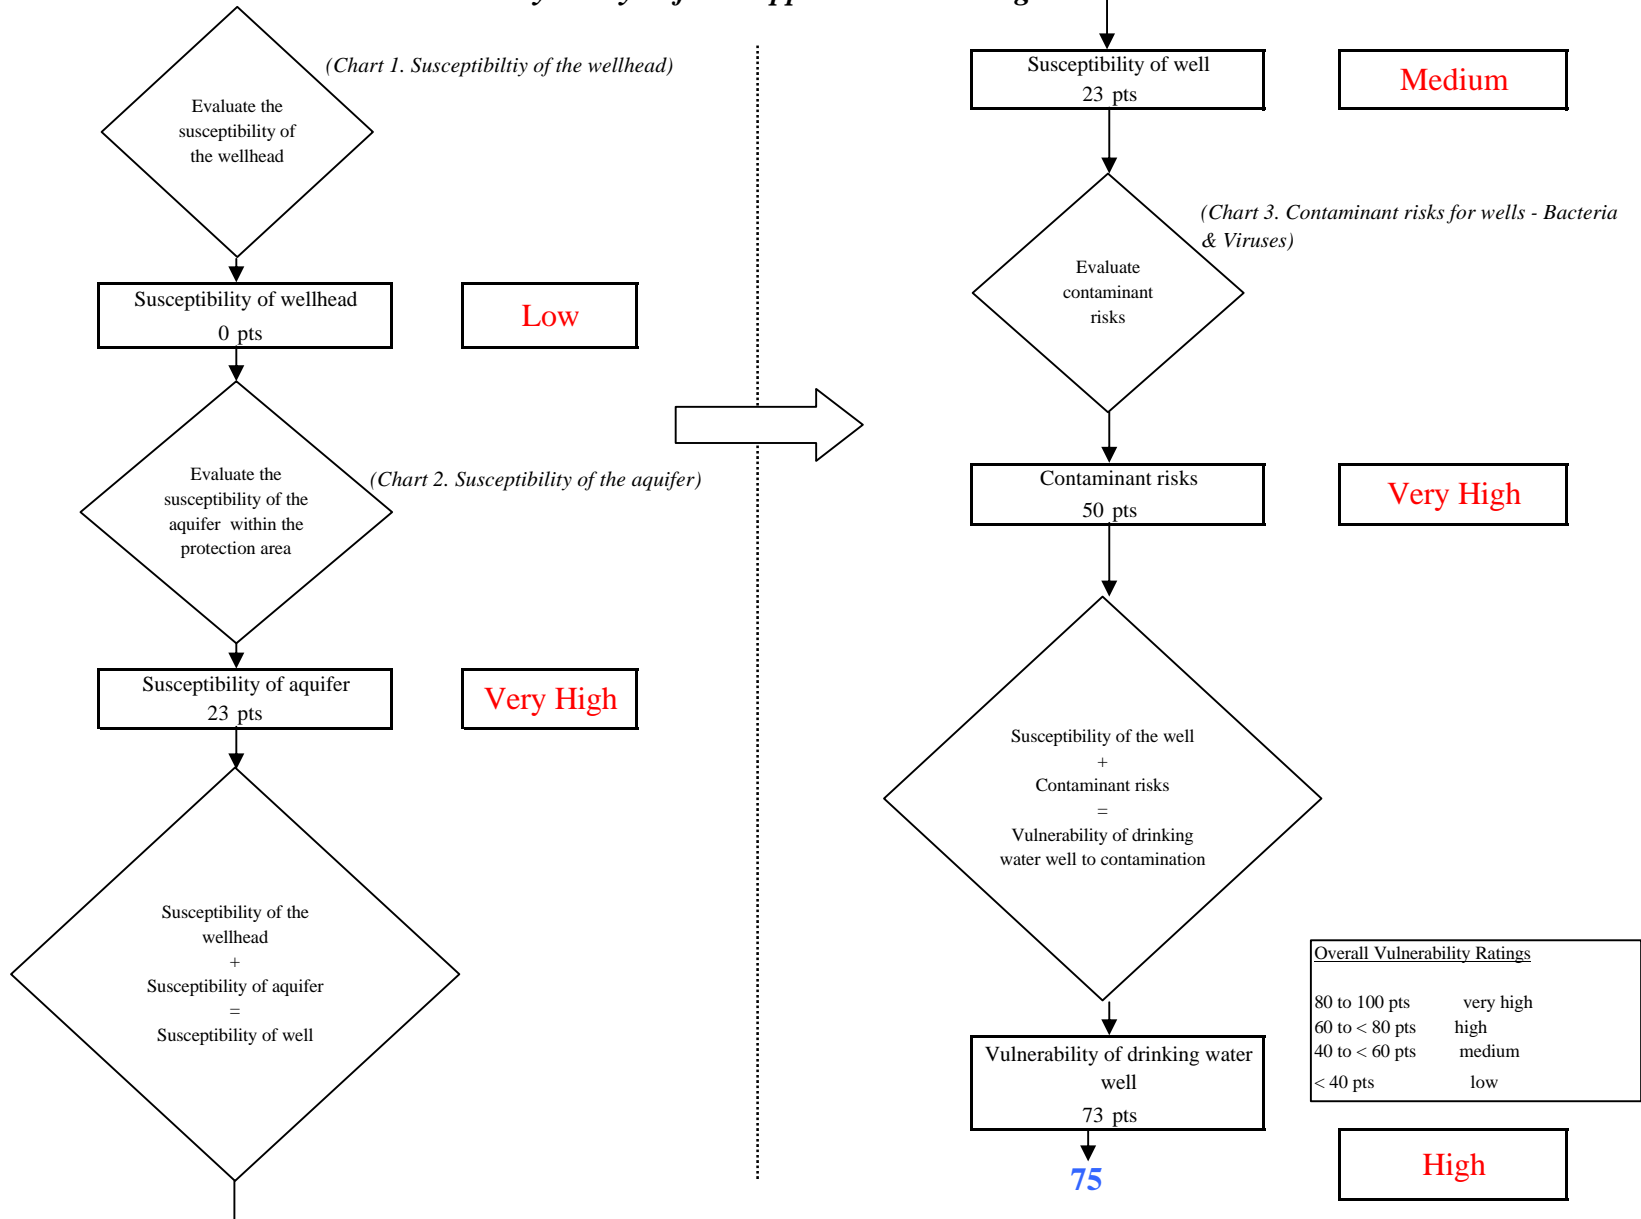 (Chart 1. Susceptibiltiy of the wellhead)
Evaluate the
susceptibility of
the wellhead
Susceptibility of wellhead
0 pts
Low
Evaluate the
susceptibility of the
aquifer within the
protection area
(Chart 2. Susceptibility of the aquifer)
Susceptibility of aquifer
23 pts
Very High
Susceptibility of the
wellhead
+
Susceptibility of aquifer
=
Susceptibility of well
Susceptibility of well
23 pts
Medium
(Chart 3. Contaminant risks for wells - Bacteria
& Viruses)
Evaluate
contaminant
risks
Contaminant risks
50 pts
Very High
Susceptibility of the well
+
Contaminant risks
=
Vulnerability of drinking
water well to contamination
Overall Vulnerability Ratings
80 to 100 pts very high
60 to < 80 pts high
40 to < 60 pts medium
< 40 pts low
Vulnerability of drinking water
well
73 pts
75
High